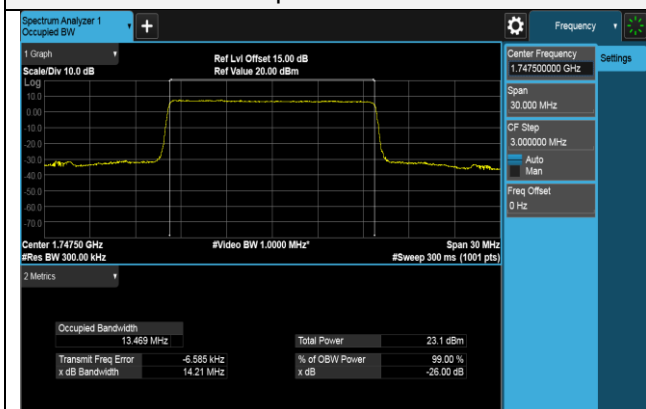 Spectrum Analyzer 1
Occupied BW
+
Frequency
1 Graph
Scale/Div 10.0 dB
Ref Lvl Offset 15.00 dB
Ref Value 20.00 dBm
Log
10.0
0.00
-10.0
-20.0
-30.0
-40.0
-50.0
-60.0
-70.0
Center 1.74750 GHz
#Res BW 300.00 kHz
#Video BW 1.0000 MHz*
Span 30 MHz
#Sweep 300 ms (1001 pts)
2 Metrics
Occupied Bandwidth
13.469 MHz
Total Power 23.1 dBm
Transmit Freq Error -6.585 kHz
% of OBW Power 99.00 %
x dB Bandwidth 14.21 MHz
x dB -26.00 dB
Center Frequency
1.747500000 GHz
Settings
Span
30.000 MHz
CF Step
3.000000 MHz
Auto
Man
Freq Offset
0 Hz